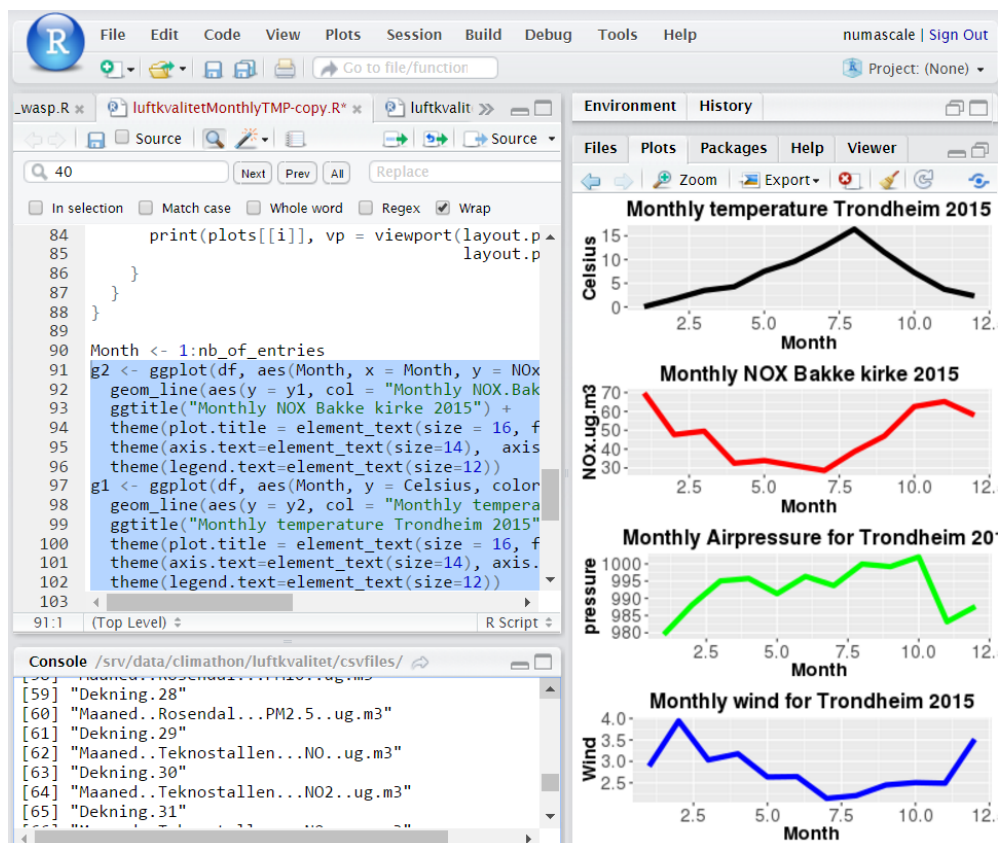 R File Edit Code View Plots Session Build Debug Tools Help numascale | Sign Out
Go to file/function R Project: (None)
_wasp.R luftkvalitetMonthlyTMP-copy.R* luftkvalit
Source Source
40 Next Prev All Replace
In selection Match case Whole word Regex Wrap
84 print(plots[[i]], vp = viewport(layout.p
85 layout.p
86 }
87 }
88 }
89
90 Month <- 1:nb_of_entries
91 g2 <- ggplot(df, aes(Month, x = Month, y = NOx
92 geom_line(aes(y = y1, col = "Monthly NOX.Bak
93 ggtitle("Monthly NOX Bakke kirke 2015") +
94 theme(plot.title = element_text(size = 16, f
95 theme(axis.text=element_text(size=14), axis
96 theme(legend.text=element_text(size=12))
97 g1 <- ggplot(df, aes(Month, y = Celsius, color
98 geom_line(aes(y = y2, col = "Monthly tempera
99 ggtitle("Monthly temperature Trondheim 2015"
100 theme(plot.title = element_text(size = 16, f
101 theme(axis.text=element_text(size=14), axis.
102 theme(legend.text=element_text(size=12))
103
91:1 (Top Level) R Script
Console /srv/data/climathon/luftkvalitet/csvfiles/
[59] "Dekning.28"
[60] "Maaned..Rosendal...PM2.5..ug.m3"
[61] "Dekning.29"
[62] "Maaned..Teknostallen...NO..ug.m3"
[63] "Dekning.30"
[64] "Maaned..Teknostallen...NO2..ug.m3"
[65] "Dekning.31"
Environment History
Files Plots Packages Help Viewer
Zoom Export
Monthly temperature Trondheim 2015
Celsius
15
10
5
0
2.5 5.0 7.5 10.0 12.
Month
Monthly NOX Bakke kirke 2015
NOx.ug.m3
70
60
50
40
30
2.5 5.0 7.5 10.0 12.
Month
Monthly Airpressure for Trondheim 201
pressure
1000
995
990
985
980
2.5 5.0 7.5 10.0 12.
Month
Monthly wind for Trondheim 2015
Wind
4.0
3.5
3.0
2.5
2.5 5.0 7.5 10.0 12.
Month